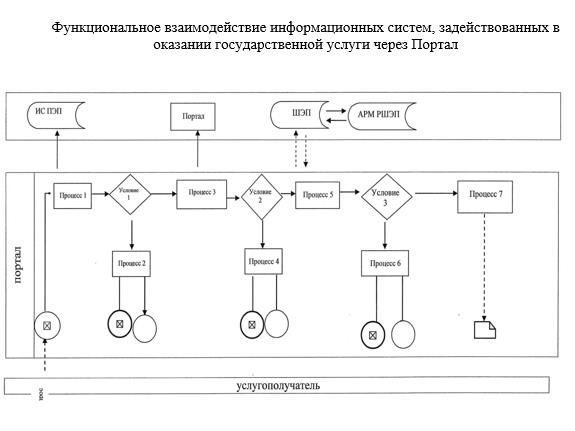 Функциональное взаимодействие информационных систем, задействованных в
оказании государственной услуги через Портал
ИС ПЭП
Портал
ШЭП
АРМ РШЭП
портал
Процесс 1
Условие
1
Процесс 3
Условие
2
Процесс 5
Условие
3
Процесс 7
Процесс 2
Процесс 4
Процесс 6
услугополучатель